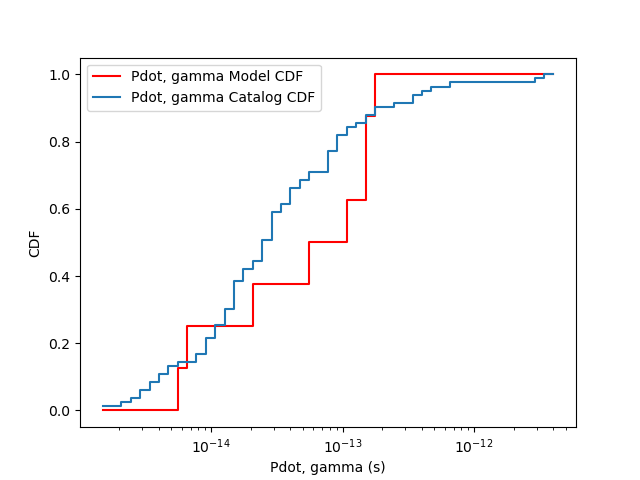 Pdot, gamma Model CDF
Pdot, gamma Catalog CDF
1.0
0.8
0.6
0.4
0.2
0.0
CDF
10⁻¹⁴ 10⁻¹³ 10⁻¹²
Pdot, gamma (s)